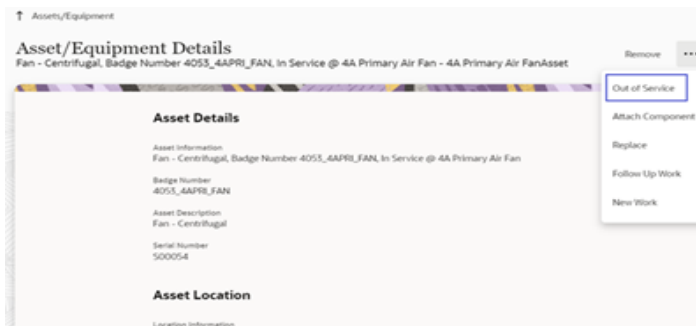 ↑ Assets/Equipment
Asset/Equipment Details
Fan - Centrifugal, Badge Number 4053_4APRI_FAN, In Service @ 4A Primary Air Fan - 4A Primary Air FanAsset
Remove
Out of Service
Attach Component
Replace
Follow Up Work
New Work
Asset Details
Asset Information
Fan - Centrifugal, Badge Number 4053_4APRI_FAN, In Service @ 4A Primary Air Fan
Badge Number
4053_4APRI_FAN
Asset Description
Fan - Centrifugal
Serial Number
S00054
Asset Location
Location Information